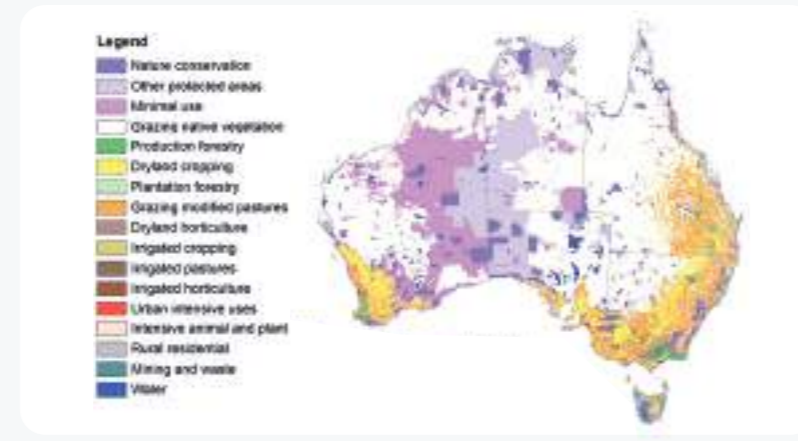 Legend
Nature conservation
Other protected areas
Minimal use
Grazing native vegetation
Production forestry
Dryland cropping
Plantation forestry
Grazing modified pastures
Dryland horticulture
Irrigated cropping
Irrigated pastures
Irrigated horticulture
Urban intensive uses
Intensive animal and plant
Rural residential
Mining and waste
Water